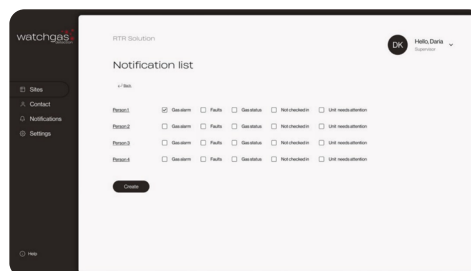 watchgas
RTR Solution
DK
Hello, Daria
Supervisor
Notification list
Sites
Contact
Notifications
Settings
Person 1 Gas alarm Faults Gas status Not checked in Unit needs attention
Person 2 Gas alarm Faults Gas status Not checked in Unit needs attention
Person 3 Gas alarm Faults Gas status Not checked in Unit needs attention
Person 4 Gas alarm Faults Gas status Not checked in Unit needs attention
Create
Help